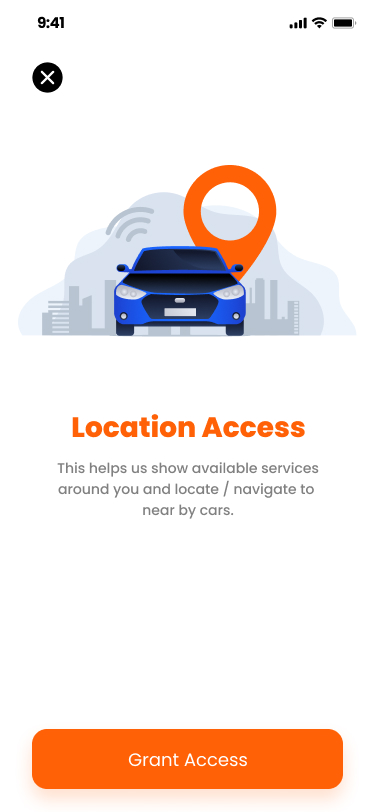 9:41
Location Access
This helps us show available services
around you and locate / navigate to
near by cars.
Grant Access